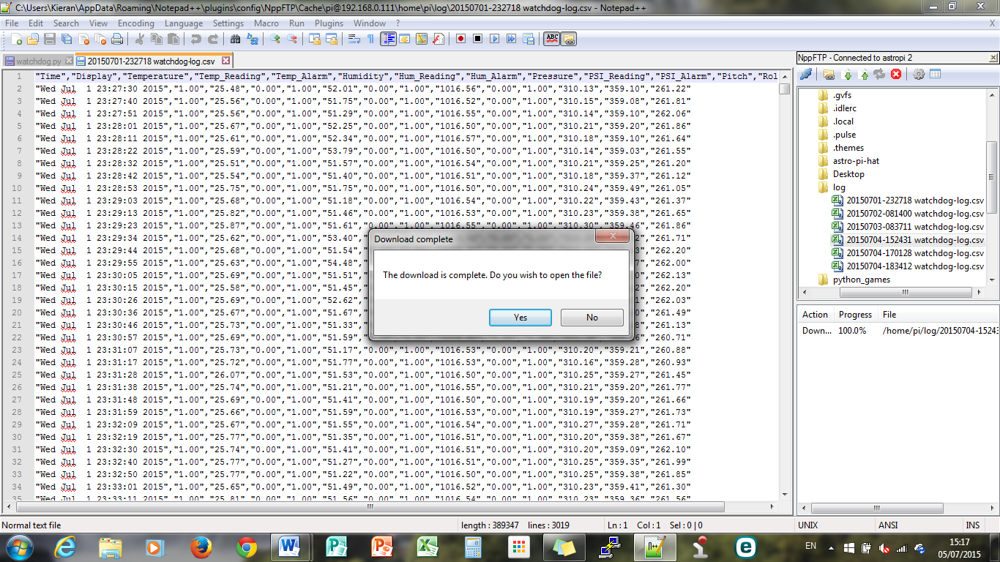 C:\Users\Kieran\AppData\Roaming\Notepad++\plugins\config\NppFTP\Cache\pi@192.168.0.111\home\pi\log\20150701-232718 watchdog-log.csv - Notepad++
File Edit Search View Encoding Language Settings Macro Run Plugins Window ? X
ABC
watchdog.py 20150701-232718 watchdog-log.csv
1 "Time","Display","Temperature","Temp_Reading","Temp_Alarm","Humidity","Hum_Reading","Hum_Alarm","Pressure","PSI_Reading","PSI_Alarm","Pitch","Rol
2 "Wed Jul  1 23:27:30 2015","1.00","25.48","0.00","1.00","52.01","0.00","1.00","1016.56","0.00","1.00","310.13","359.10","261.22"
3 "Wed Jul  1 23:27:40 2015","1.00","25.56","0.00","1.00","51.75","0.00","1.00","1016.52","0.00","1.00","310.15","359.08","261.81"
4 "Wed Jul  1 23:27:51 2015","1.00","25.56","0.00","1.00","51.29","0.00","1.00","1016.55","0.00","1.00","310.14","359.10","262.06"
5 "Wed Jul  1 23:28:01 2015","1.00","25.67","0.00","1.00","52.25","0.00","1.00","1016.51","0.00","1.00","310.21","359.20","261.86"
6 "Wed Jul  1 23:28:11 2015","1.00","25.61","0.00","1.00","52.34","0.00","1.00","1016.57","0.00","1.00","310.18","359.10","261.64"
7 "Wed Jul  1 23:28:22 2015","1.00","25.59","0.00","1.00","53.79","0.00","1.00","1016.50","0.00","1.00","310.14","359.03","261.55"
8 "Wed Jul  1 23:28:32 2015","1.00","25.51","0.00","1.00","51.57","0.00","1.00","1016.54","0.00","1.00","310.21","359.25","261.20"
9 "Wed Jul  1 23:28:42 2015","1.00","25.54","0.00","1.00","51.40","0.00","1.00","1016.51","0.00","1.00","310.18","359.37","261.12"
10 "Wed Jul  1 23:28:53 2015","1.00","25.75","0.00","1.00","51.75","0.00","1.00","1016.50","0.00","1.00","310.24","359.49","261.05"
11 "Wed Jul  1 23:29:03 2015","1.00","25.68","0.00","1.00","51.18","0.00","1.00","1016.54","0.00","1.00","310.22","359.43","261.37"
12 "Wed Jul  1 23:29:13 2015","1.00","25.82","0.00","1.00","51.46","0.00","1.00","1016.53","0.00","1.00","310.23","359.38","261.65"
13 "Wed Jul  1 23:29:23 2015","1.00","25.87","0.00","1.00","51.61","0.00","1.00","1016.55","0.00","1.00","310.30","359.46","261.86"
14 "Wed Jul  1 23:29:34 2015","1.00","25.62","0.00","1.00","53.40","261.71"
15 "Wed Jul  1 23:29:44 2015","1.00","25.68","0.00","1.00","51.54","262.20"
16 "Wed Jul  1 23:29:55 2015","1.00","25.63","0.00","1.00","54.48","262.00"
17 "Wed Jul  1 23:30:05 2015","1.00","25.69","0.00","1.00","51.51","262.13"
18 "Wed Jul  1 23:30:15 2015","1.00","25.58","0.00","1.00","51.45","262.20"
19 "Wed Jul  1 23:30:26 2015","1.00","25.69","0.00","1.00","52.62","262.03"
20 "Wed Jul  1 23:30:36 2015","1.00","25.67","0.00","1.00","51.67","261.49"
21 "Wed Jul  1 23:30:46 2015","1.00","25.73","0.00","1.00","51.33","261.13"
22 "Wed Jul  1 23:30:57 2015","1.00","25.69","0.00","1.00","51.59","260.71"
23 "Wed Jul  1 23:31:07 2015","1.00","25.73","0.00","1.00","51.17","0.00","1.00","1016.53","0.00","1.00","310.20","359.21","260.88"
24 "Wed Jul  1 23:31:17 2015","1.00","25.72","0.00","1.00","51.77","0.00","1.00","1016.53","0.00","1.00","310.16","359.28","260.93"
25 "Wed Jul  1 23:31:28 2015","1.00","26.07","0.00","1.00","51.53","0.00","1.00","1016.50","0.00","1.00","310.25","359.27","261.45"
26 "Wed Jul  1 23:31:38 2015","1.00","25.74","0.00","1.00","51.21","0.00","1.00","1016.55","0.00","1.00","310.21","359.20","261.77"
27 "Wed Jul  1 23:31:48 2015","1.00","25.69","0.00","1.00","51.41","0.00","1.00","1016.50","0.00","1.00","310.19","359.20","261.66"
28 "Wed Jul  1 23:31:59 2015","1.00","25.66","0.00","1.00","51.59","0.00","1.00","1016.53","0.00","1.00","310.19","359.27","261.73"
29 "Wed Jul  1 23:32:09 2015","1.00","25.67","0.00","1.00","51.55","0.00","1.00","1016.54","0.00","1.00","310.27","359.28","261.71"
30 "Wed Jul  1 23:32:19 2015","1.00","25.77","0.00","1.00","51.35","0.00","1.00","1016.51","0.00","1.00","310.20","359.38","261.67"
31 "Wed Jul  1 23:32:30 2015","1.00","25.74","0.00","1.00","51.41","0.00","1.00","1016.51","0.00","1.00","310.20","359.09","262.10"
32 "Wed Jul  1 23:32:40 2015","1.00","25.77","0.00","1.00","51.27","0.00","1.00","1016.51","0.00","1.00","310.25","359.35","261.99"
33 "Wed Jul  1 23:32:50 2015","1.00","25.77","0.00","1.00","51.22","0.00","1.00","1016.50","0.00","1.00","310.25","359.38","261.85"
34 "Wed Jul  1 23:33:01 2015","1.00","25.65","0.00","1.00","51.49","0.00","1.00","1016.52","0.00","1.00","310.23","359.41","261.30"
35 "Wed Jul  1 23:33:11 2015","1.00","25.81","0.00","1.00","51.56","0.00","1.00","1016.54","0.00","1.00","310.23","359.36","261.56"
Download complete
The download is complete. Do you wish to open the file?
Yes No
NppFTP - Connected to astropi 2
.gvfs
.idlerc
.local
.pulse
.themes
astro-pi-hat
Desktop
log
20150701-232718 watchdog-log.csv
20150702-081400 watchdog-log.csv
20150703-083711 watchdog-log.csv
20150704-152431 watchdog-log.csv
20150704-170128 watchdog-log.csv
20150704-183412 watchdog-log.csv
python_games
Action Progress File
Down... 100.0% /home/pi/log/20150704-1524
Normal text file length : 389347 lines : 3019 Ln : 1 Col : 1 Sel : 0 | 0 UNIX ANSI INS
EN 15:17
05/07/2015